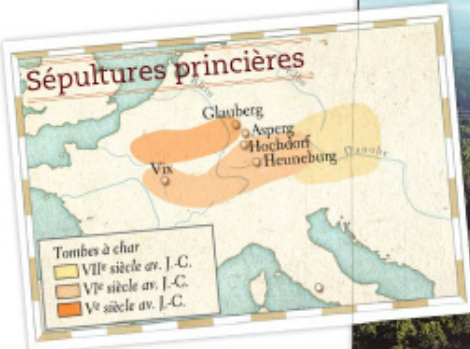 Sépultures princières
Glauberg
Asperg
Hochdorf
Heuneburg
Danube
Vix
Tombes à char
VIIe siècle av. J.-C.
VIe siècle av. J.-C.
Ve siècle av. J.-C.